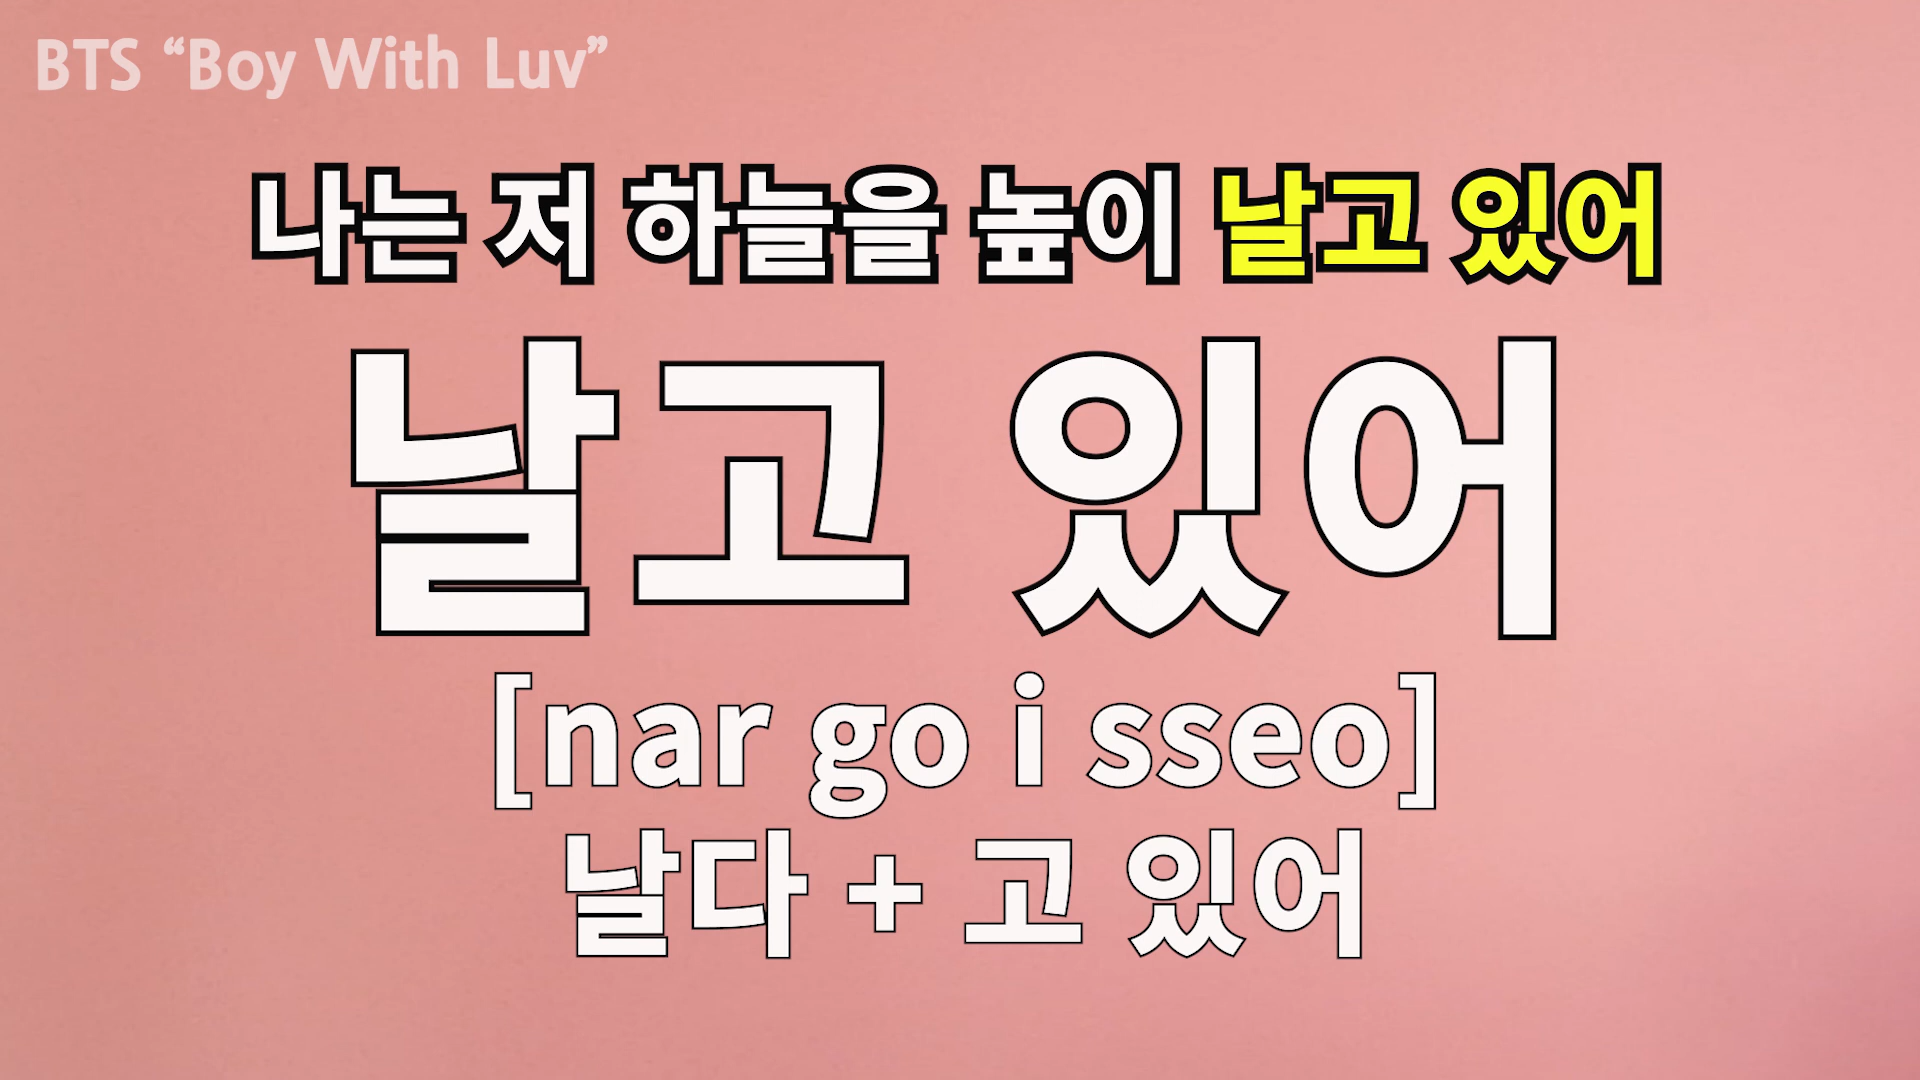 BTS “Boy With Luv”
나는 저 하늘을 높이 날고 있어
날고 있어
[nar go i sseo]
날다 + 고 있어